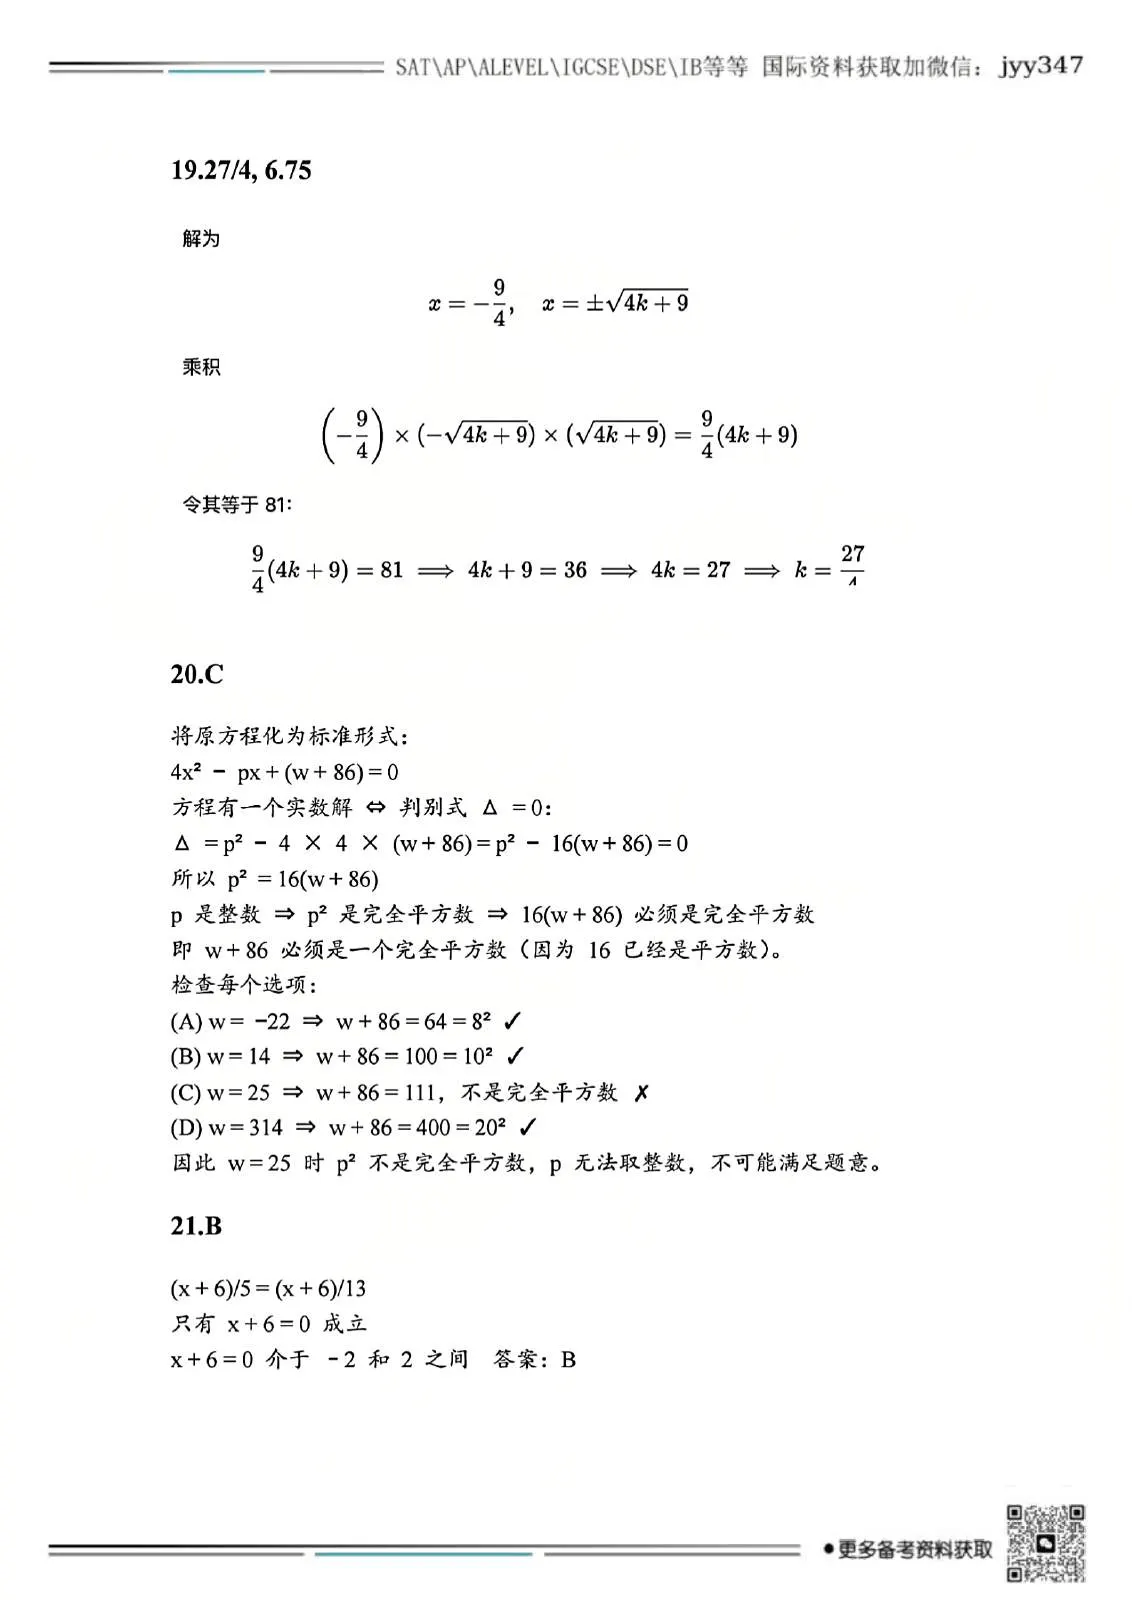 SAT\AP\ALEVEL\IGCSE\DSE\IB等等 国际资料获取加微信：jyy347
19.27/4, 6.75
解为
x = −9/4, x = ±√(4k + 9)
乘积
(−9/4) × (−√(4k + 9)) × (√(4k + 9)) = 9/4(4k + 9)
令其等于 81：
9/4(4k + 9) = 81 ⟹ 4k + 9 = 36 ⟹ 4k = 27 ⟹ k = 27/4
20.C
将原方程化为标准形式：
4x² − px + (w + 86) = 0
方程有一个实数解 ⇔ 判别式 Δ = 0：
Δ = p² − 4 × 4 × (w + 86) = p² − 16(w + 86) = 0
所以 p² = 16(w + 86)
p 是整数 ⇒ p² 是完全平方数 ⇒ 16(w + 86) 必须是完全平方数
即 w + 86 必须是一个完全平方数（因为 16 已经是平方数）。
检查每个选项：
(A) w = −22 ⇒ w + 86 = 64 = 8² ✓
(B) w = 14 ⇒ w + 86 = 100 = 10² ✓
(C) w = 25 ⇒ w + 86 = 111，不是完全平方数 ✗
(D) w = 314 ⇒ w + 86 = 400 = 20² ✓
因此 w = 25 时 p² 不是完全平方数，p 无法取整数，不可能满足题意。
21.B
(x + 6)/5 = (x + 6)/13
只有 x + 6 = 0 成立
x + 6 = 0 介于 −2 和 2 之间 答案：B
●更多备考资料获取